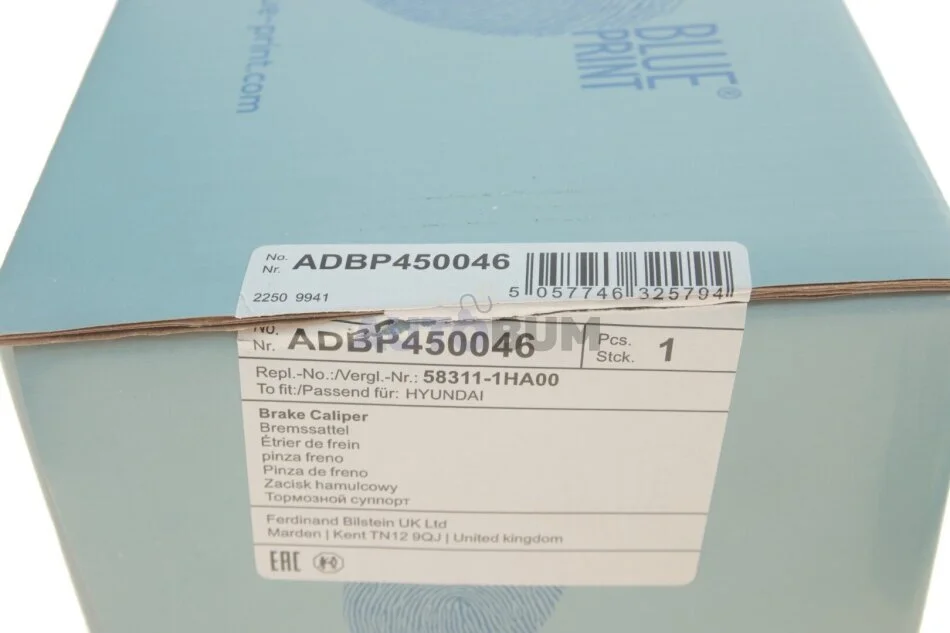 ue-print.com
BLUE
PRINT®
No.
Nr. ADBP450046
5 057746 325794
2250 9941
No.
Nr. ADBP450046
Pcs.
Stck. 1
Repl.-No.:/Vergl.-Nr.: 58311-1HA00
To fit:/Passend für: HYUNDAI
Brake Caliper
Bremssattel
Étrier de frein
pinza freno
Pinza de freno
Zacisk hamulcowy
Тормозной суппорт
Ferdinand Bilstein UK Ltd
Marden | Kent TN12 9QJ | United kingdom
EAC